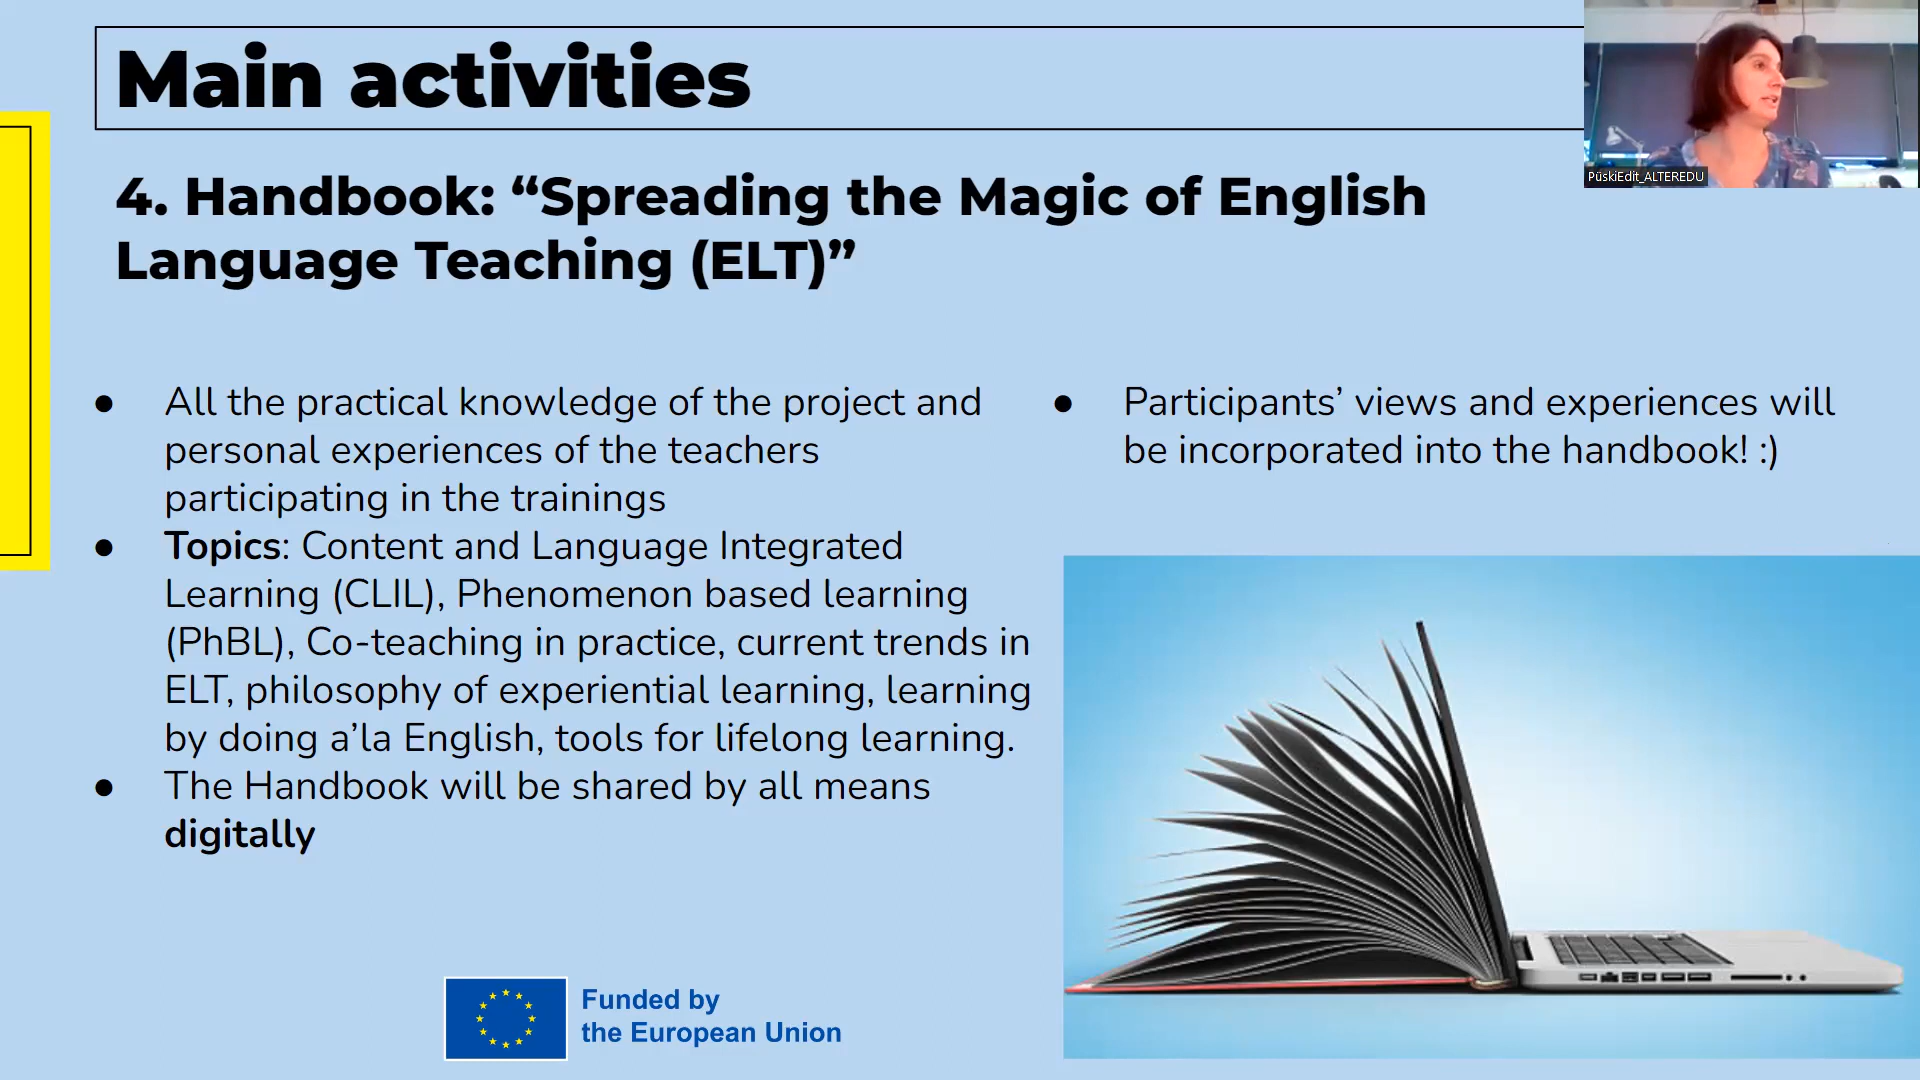 Main activities
4. Handbook: “Spreading the Magic of English
Language Teaching (ELT)”
● All the practical knowledge of the project and
personal experiences of the teachers
participating in the trainings
● Topics: Content and Language Integrated
Learning (CLIL), Phenomenon based learning
(PhBL), Co-teaching in practice, current trends in
ELT, philosophy of experiential learning, learning
by doing a’la English, tools for lifelong learning.
● The Handbook will be shared by all means
digitally
● Participants’ views and experiences will
be incorporated into the handbook! :)
Funded by
the European Union
PüskiEdit_ALTEREDU